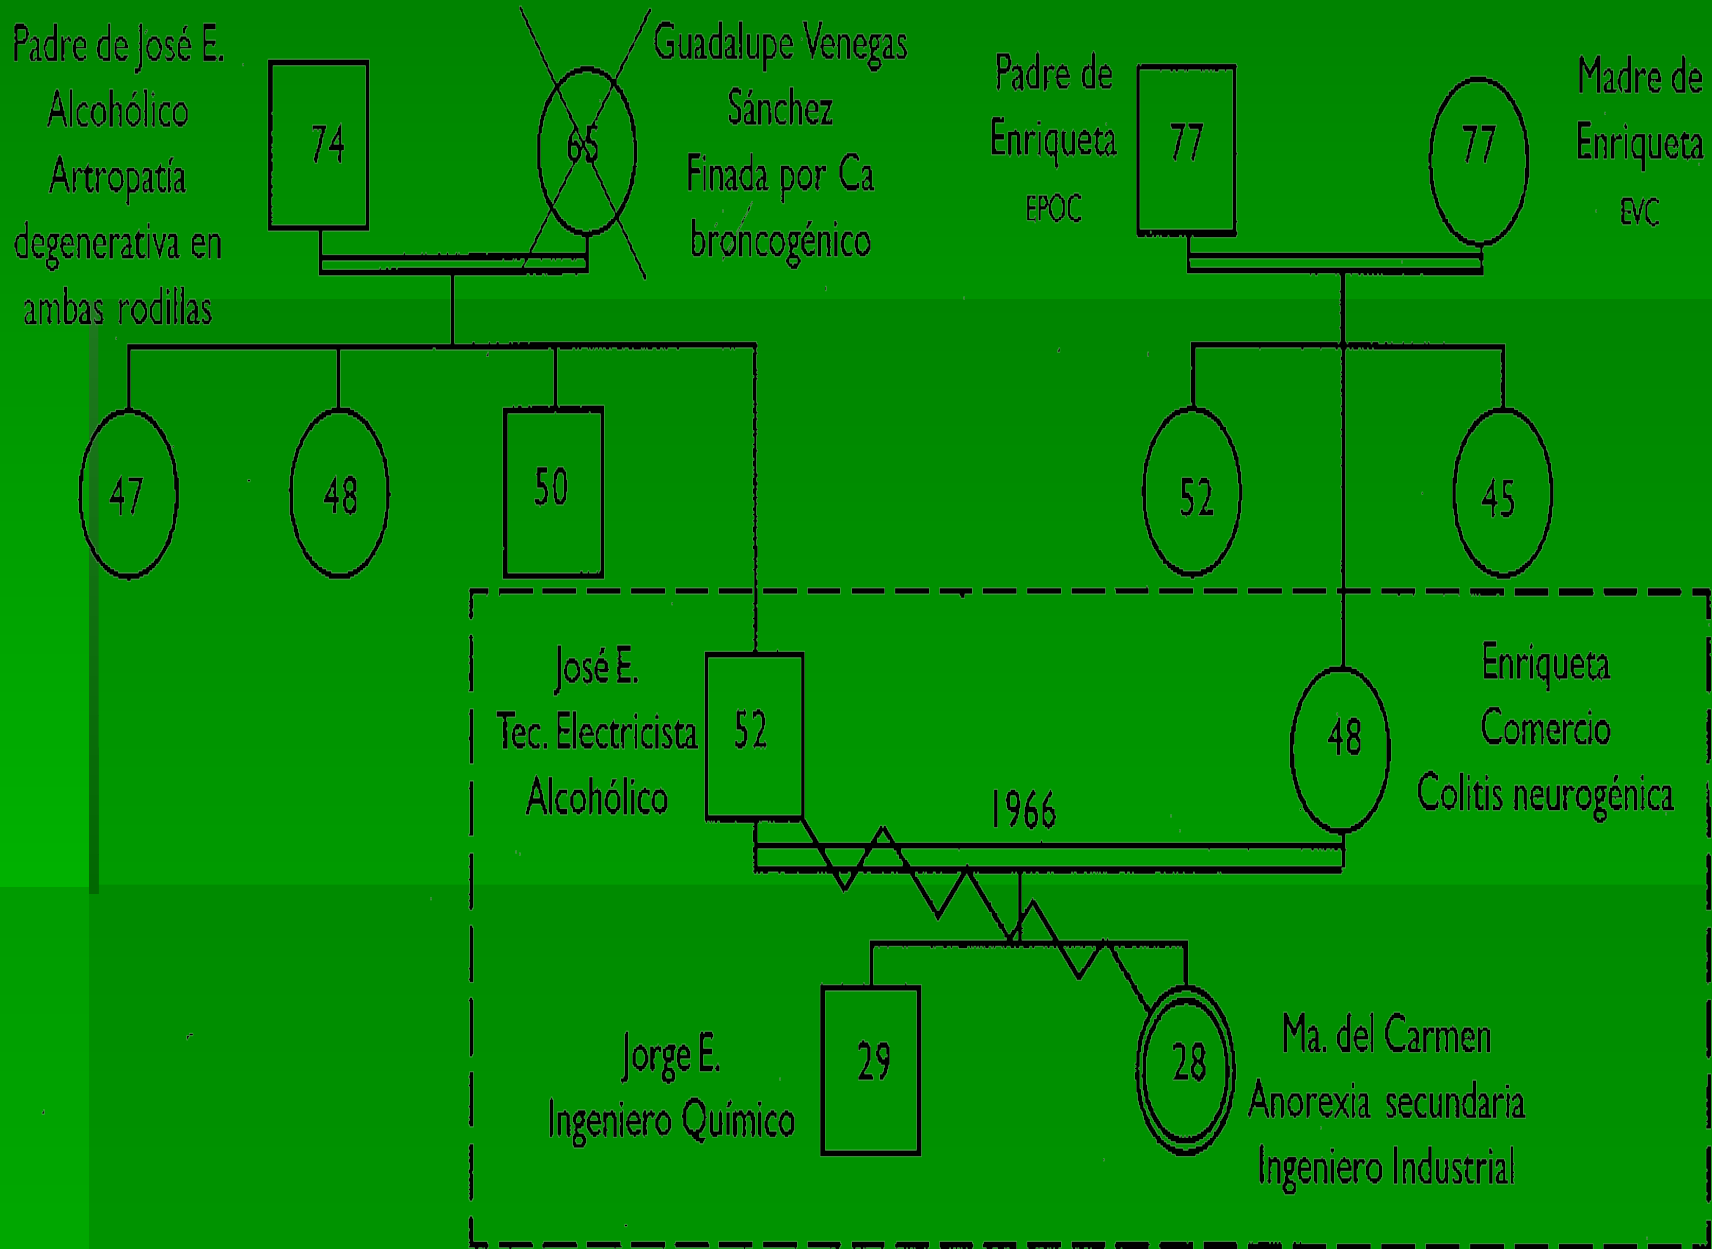 Padre de José E.
Alcohólico
Artropatía
degenerativa en
ambas rodillas
74
65
Guadalupe Venegas
Sánchez
Finada por Ca
broncogénico
Padre de
Enriqueta
EPOC
77
77
Madre de
Enriqueta
EVC
47
48
50
52
45
José E.
Tec. Electricista
Alcohólico
52
1966
48
Enriqueta
Comercio
Colitis neurogénica
Jorge E.
Ingeniero Químico
29
28
Ma. del Carmen
Anorexia secundaria
Ingeniero Industrial